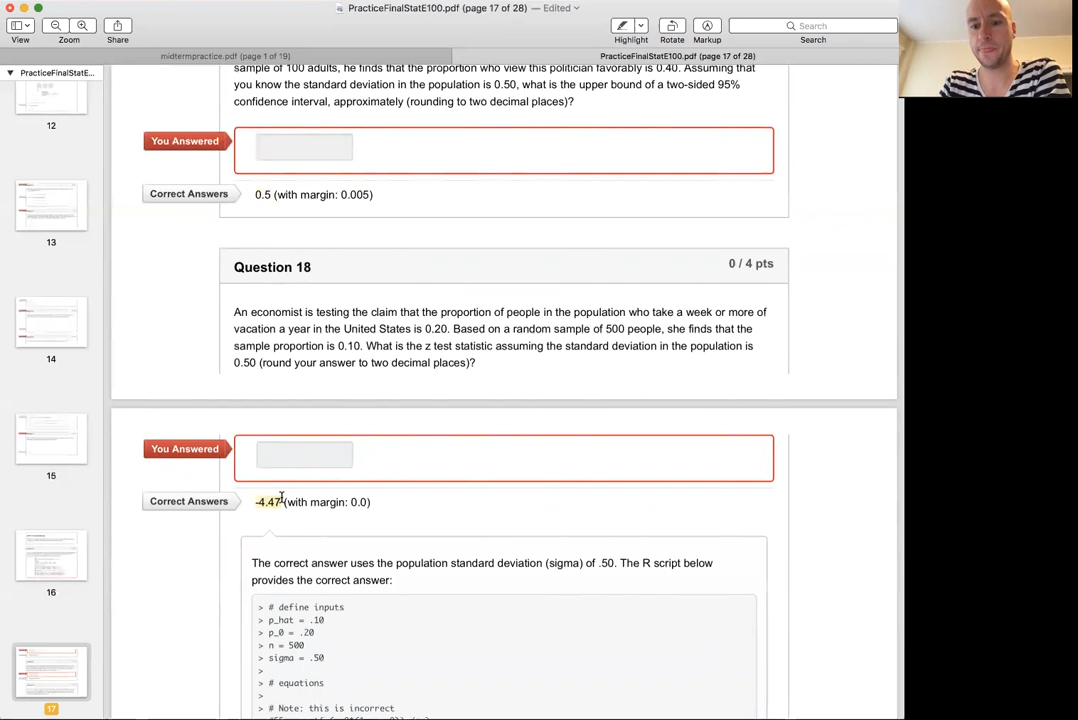 PracticeFinalStatE100.pdf (page 17 of 28) — Edited
View
Zoom
Share
Highlight
Rotate
Markup
Search
Search
midtermpractice.pdf (page 1 of 19)
PracticeFinalStatE100.pdf (page 17 of 28)
PracticeFinalStatE...
12
13
14
15
16
17
sample of 100 adults, he finds that the proportion who view this politician favorably is 0.40. Assuming that
you know the standard deviation in the population is 0.50, what is the upper bound of a two-sided 95%
confidence interval, approximately (rounding to two decimal places)?
You Answered
Correct Answers
0.5 (with margin: 0.005)
Question 18
0 / 4 pts
An economist is testing the claim that the proportion of people in the population who take a week or more of
vacation a year in the United States is 0.20. Based on a random sample of 500 people, she finds that the
sample proportion is 0.10. What is the z test statistic assuming the standard deviation in the population is
0.50 (round your answer to two decimal places)?
You Answered
Correct Answers
-4.47 (with margin: 0.0)
The correct answer uses the population standard deviation (sigma) of .50. The R script below
provides the correct answer:
> # define inputs
> p_hat = .10
> p_0 = .20
> n = 500
> sigma = .50
>
> # equations
>
> # Note: this is incorrect